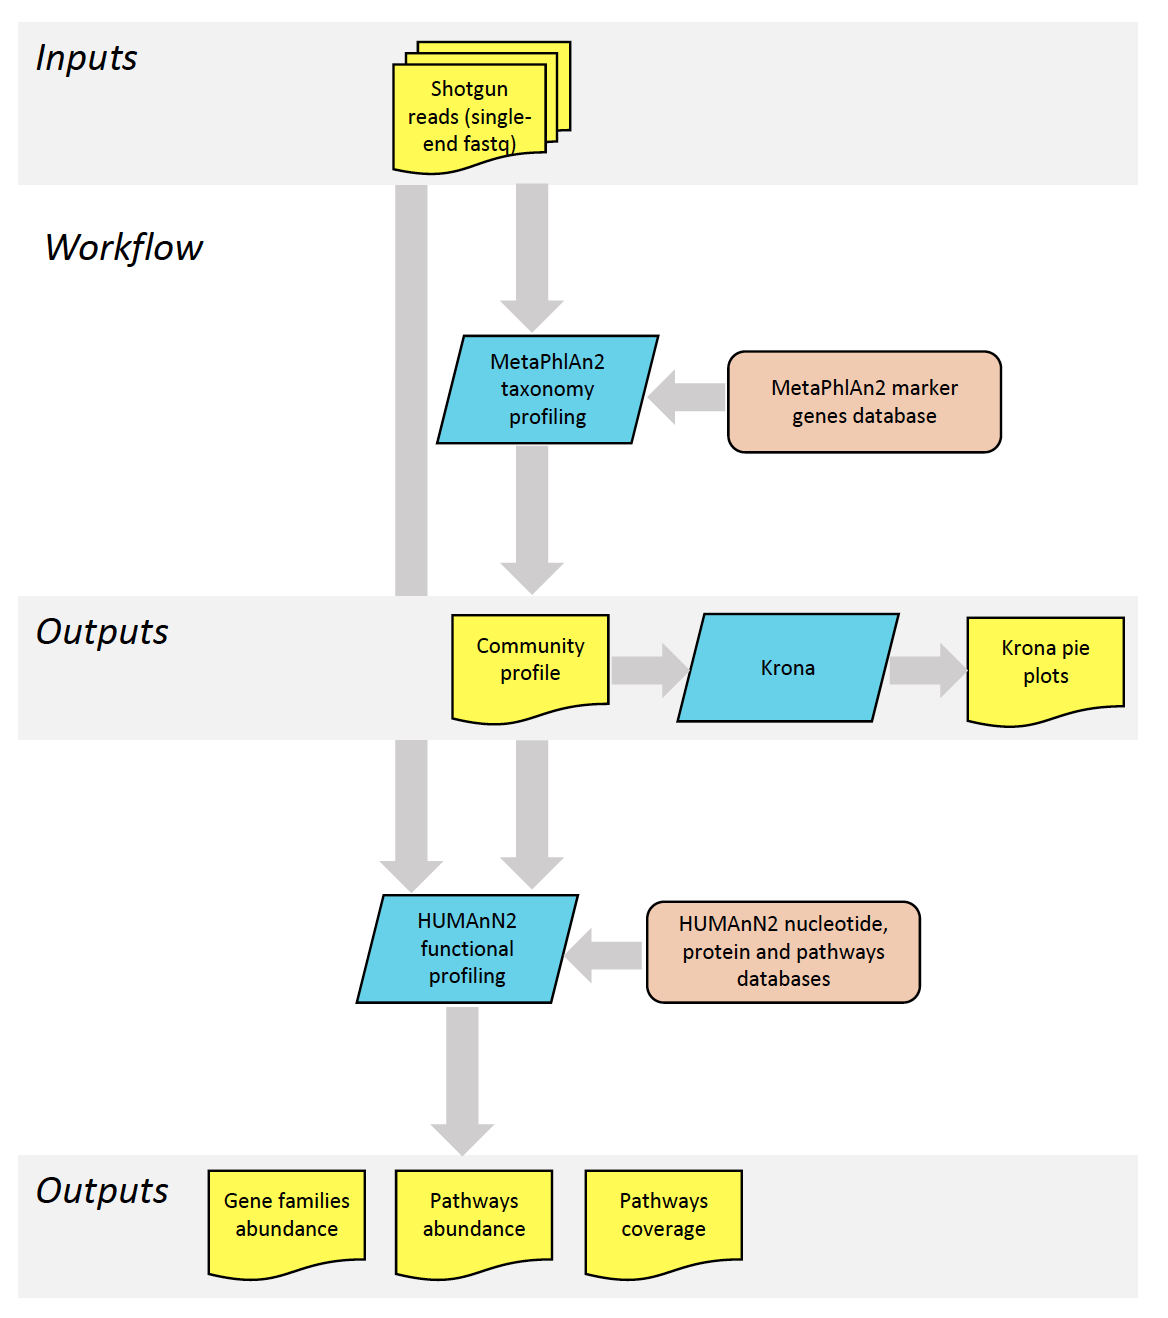 Inputs
Shotgun
reads (single-
end fastq)
Workflow
MetaPhlAn2
taxonomy
profiling
MetaPhlAn2 marker
genes database
Outputs
Community
profile
Krona
Krona pie
plots
HUMAnN2
functional
profiling
HUMAnN2 nucleotide,
protein and pathways
databases
Outputs
Gene families
abundance
Pathways
abundance
Pathways
coverage